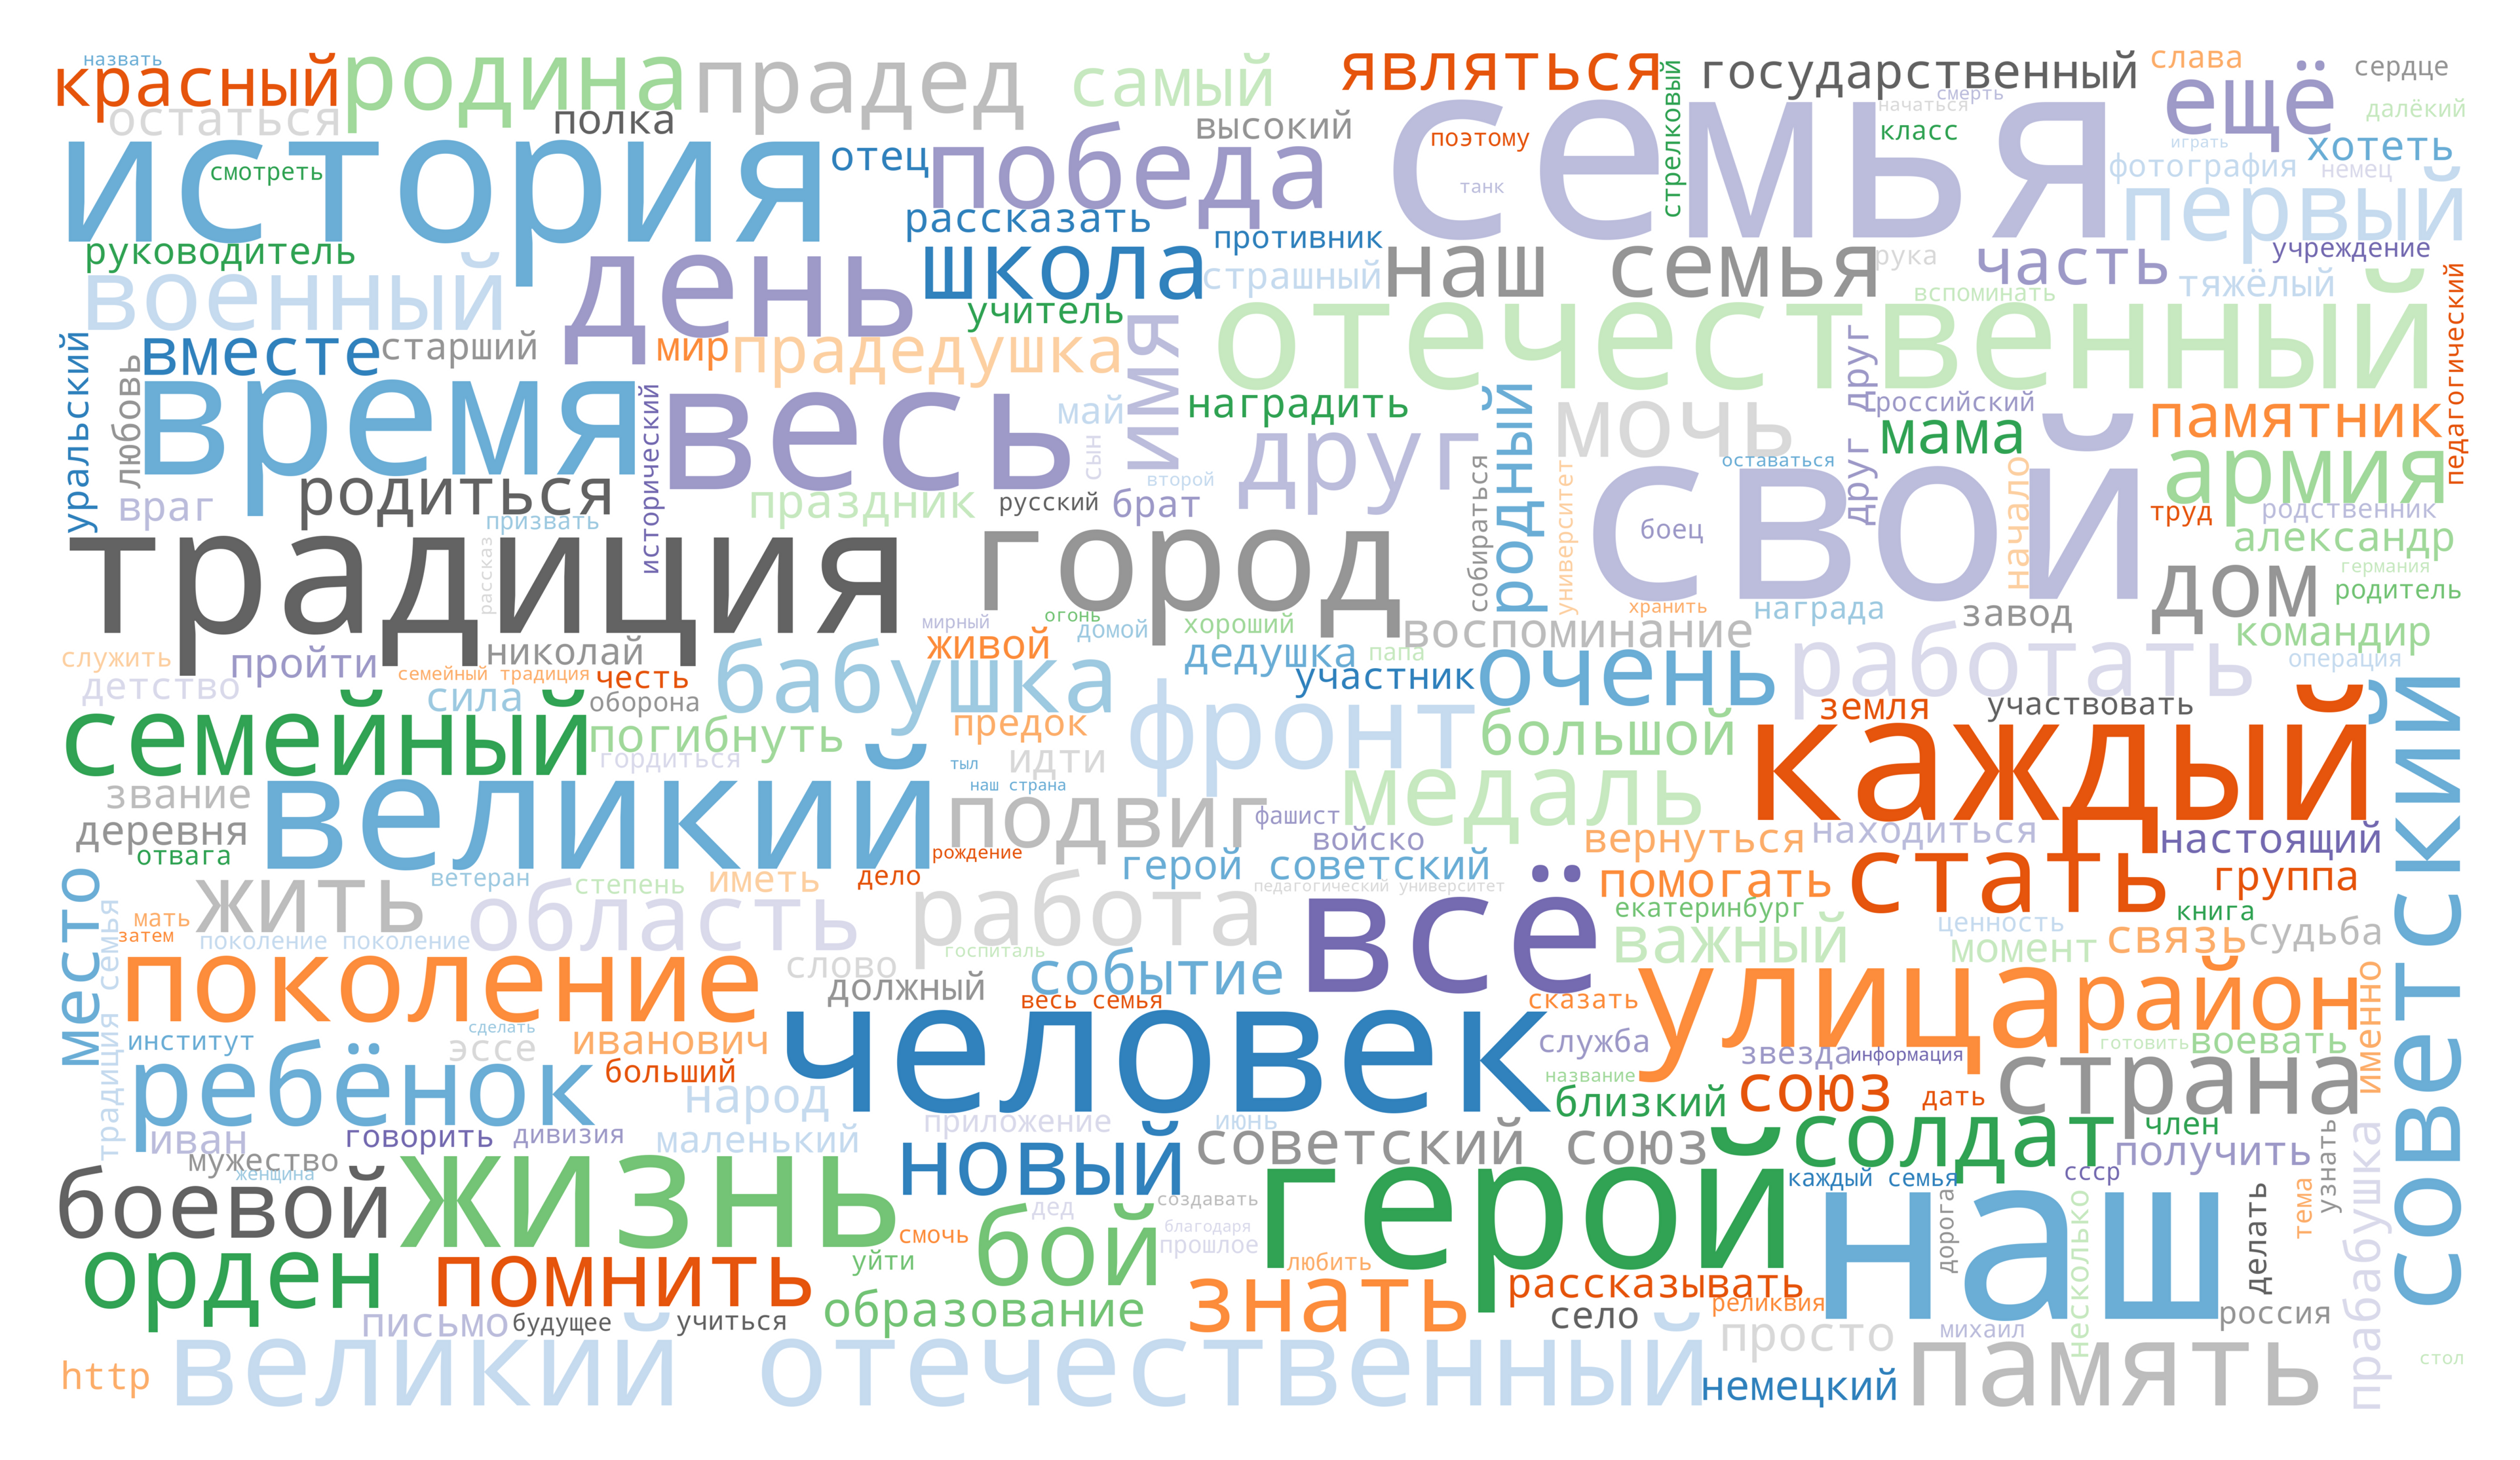 назвать
красный
родина
прадед
самый
являться
государственный
слава
сердце
остаться
полка
высокий
поэтому
стрелковый
смерть
начаться
класс
ещё
далёкий
история
смотреть
отец
победа
семья
танк
играть
хотеть
фотография
немец
первый
рассказать
руководитель
школа
противник
наш семья
рука
часть
учреждение
военный
день
страшный
вспоминать
тяжёлый
отечественный
учитель
имя
педагогический
уральский
любовь
вместе
старший
мир
прадедушка
время
исторический
весь
май
сын
наградить
родный
мочь
друг друг
российский
мама
памятник
друг
свой
армия
враг
родиться
призвать
праздник
русский
второй
брат
собираться
университет
оставаться
боец
начало
труд
родственник
александр
традиция
рассказ
город
дом
германия
родитель
хранить
награда
завод
командир
мирный
огонь
домой
хороший
воспоминание
служить
пройти
николай
живой
дедушка
папа
операция
детство
семейный традиция
честь
бабушка
участник
очень
работать
сила
оборона
земля
участвовать
семейный
погибнуть
предок
фронт
большой
каждый
советский
гордиться
тыл
идти
великий
наш страна
медаль
звание
подвиг
фашист
деревня
войско
вернуться
находиться
настоящий
отвага
рождение
герой советский
место
ветеран
степень
иметь
дело
педагогический университет
помогать
стать
группа
жить
область
работа
всё
екатеринбург
книга
мать
затем
традиция семья
поколение поколение
госпиталь
важный
ценность
момент
связь
судьба
поколение
слово
событие
должный
весь семья
человек
сказать
улица
район
именно
институт
сделать
эссе
иванович
служба
звезда
информация
готовить
воевать
ребёнок
больший
название
союз
страна
народ
близкий
дать
приложение
июнь
иван
говорить
дивизия
маленький
новый
советский союз
солдат
член
мужество
женщина
получить
узнать
боевой
жизнь
герой
каждый семья
ссср
прабабушка
дед
создавать
наш
дорога
несколько
делать
тема
смочь
бой
благодаря
прошлое
орден
помнить
уйти
любить
знать
рассказывать
реликвия
письмо
будущее
учиться
образование
село
просто
михаил
россия
http
великий отечественный
немецкий
память
стол